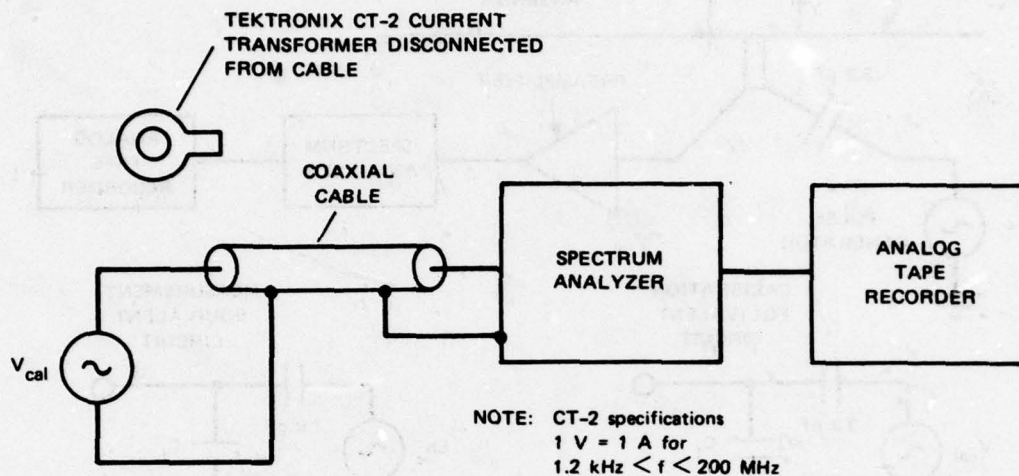 TEKTRONIX CT-2 CURRENT
TRANSFORMER DISCONNECTED
FROM CABLE
COAXIAL
CABLE
SPECTRUM
ANALYZER
ANALOG
TAPE
RECORDER
Vcal
NOTE: CT-2 specifications
1 V = 1 A for
1.2 kHz < f < 200 MHz